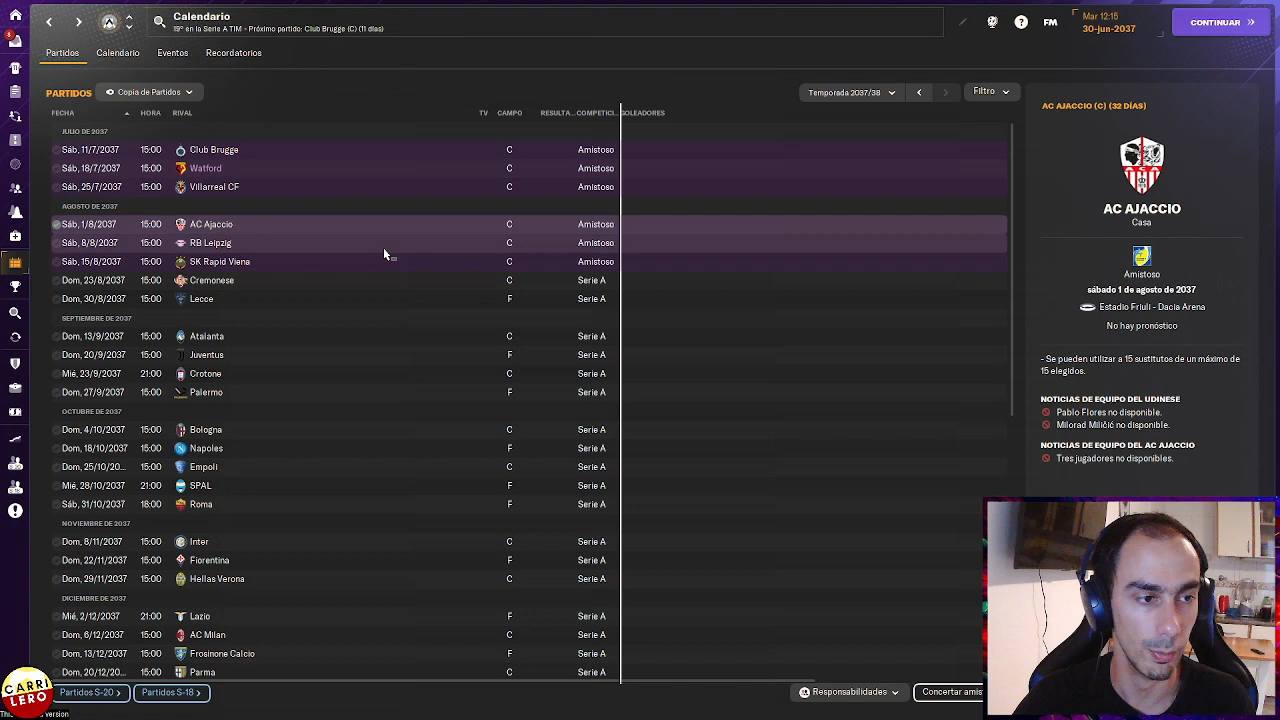 Calendario
19º en la Serie A TIM - Próximo partido: Club Brugge (C) (11 días)
FM
Mar 12:15
30-jun-2037
CONTINUAR
Partidos Calendario Eventos Recordatorios
PARTIDOS Copia de Partidos Temporada 2037/38 Filtro
FECHA HORA RIVAL TV CAMPO RESULTA... COMPETICI... GOLEADORES
JULIO DE 2037
Sáb, 11/7/2037 15:00 Club Brugge C Amistoso
Sáb, 18/7/2037 15:00 Watford C Amistoso
Sáb, 25/7/2037 15:00 Villarreal CF C Amistoso
AGOSTO DE 2037
Sáb, 1/8/2037 15:00 AC Ajaccio C Amistoso
Sáb, 8/8/2037 15:00 RB Leipzig C Amistoso
Sáb, 15/8/2037 15:00 SK Rapid Viena C Amistoso
Dom, 23/8/2037 15:00 Cremonese C Serie A
Dom, 30/8/2037 15:00 Lecce F Serie A
SEPTIEMBRE DE 2037
Dom, 13/9/2037 15:00 Atalanta C Serie A
Dom, 20/9/2037 15:00 Juventus F Serie A
Mié, 23/9/2037 21:00 Crotone C Serie A
Dom, 27/9/2037 15:00 Palermo F Serie A
OCTUBRE DE 2037
Dom, 4/10/2037 15:00 Bologna C Serie A
Dom, 18/10/2037 15:00 Napoles F Serie A
Dom, 25/10/20... 15:00 Empoli C Serie A
Mié, 28/10/2037 21:00 SPAL F Serie A
Sáb, 31/10/2037 18:00 Roma F Serie A
NOVIEMBRE DE 2037
Dom, 8/11/2037 15:00 Inter C Serie A
Dom, 22/11/2037 15:00 Fiorentina F Serie A
Dom, 29/11/2037 15:00 Hellas Verona C Serie A
DICIEMBRE DE 2037
Mié, 2/12/2037 21:00 Lazio F Serie A
Dom, 6/12/2037 15:00 AC Milan C Serie A
Dom, 13/12/2037 15:00 Frosinone Calcio F Serie A
Dom, 20/12/20... 15:00 Parma C Serie A
Partidos S-20 Partidos S-18 Responsabilidades Concertar amis
AC AJACCIO (C) (32 DÍAS)
AC AJACCIO
Casa
Amistoso
sábado 1 de agosto de 2037
Estadio Friuli - Dacia Arena
No hay pronóstico
- Se pueden utilizar a 15 sustitutos de un máximo de
15 elegidos.
NOTICIAS DE EQUIPO DEL UDINESE
Pablo Flores no disponible.
Milorad Miličić no disponible.
NOTICIAS DE EQUIPO DEL AC AJACCIO
Tres jugadores no disponibles.
CARRI
LERO